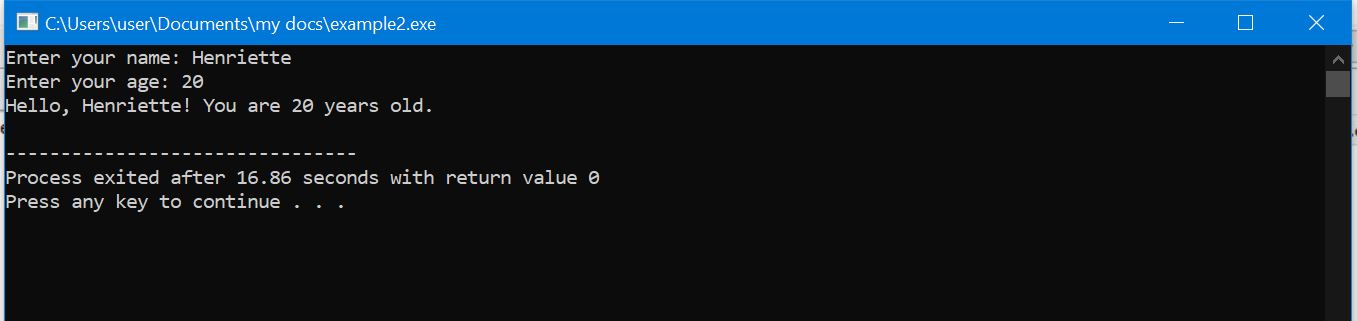 C:\Users\user\Documents\my docs\example2.exe
Enter your name: Henriette
Enter your age: 20
Hello, Henriette! You are 20 years old.
--------------------------------
Process exited after 16.86 seconds with return value 0
Press any key to continue . . .